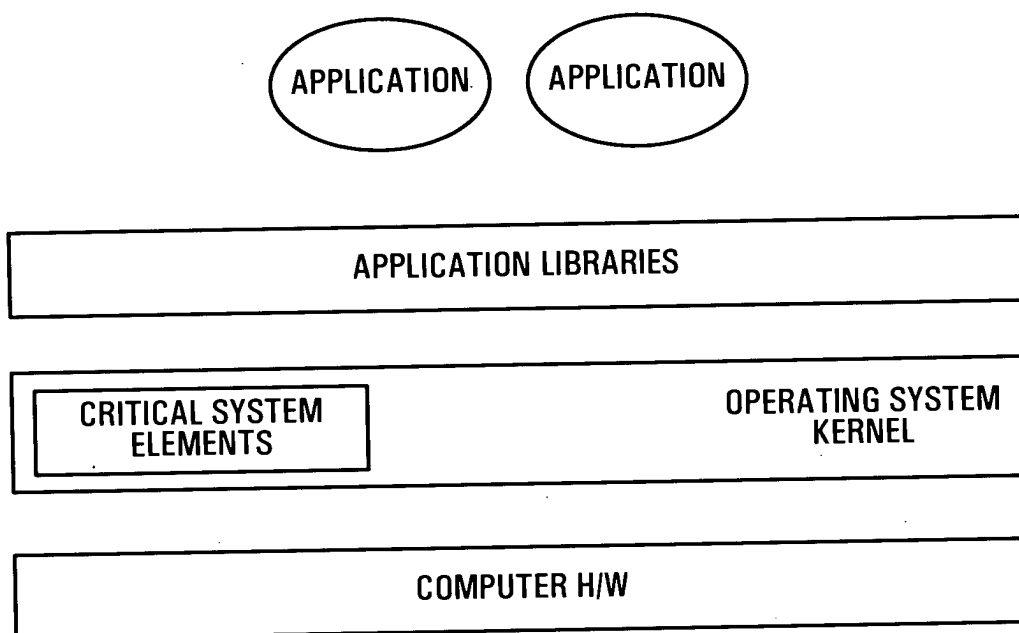 APPLICATION
APPLICATION
APPLICATION LIBRARIES
CRITICAL SYSTEM
ELEMENTS
OPERATING SYSTEM
KERNEL
COMPUTER H/W